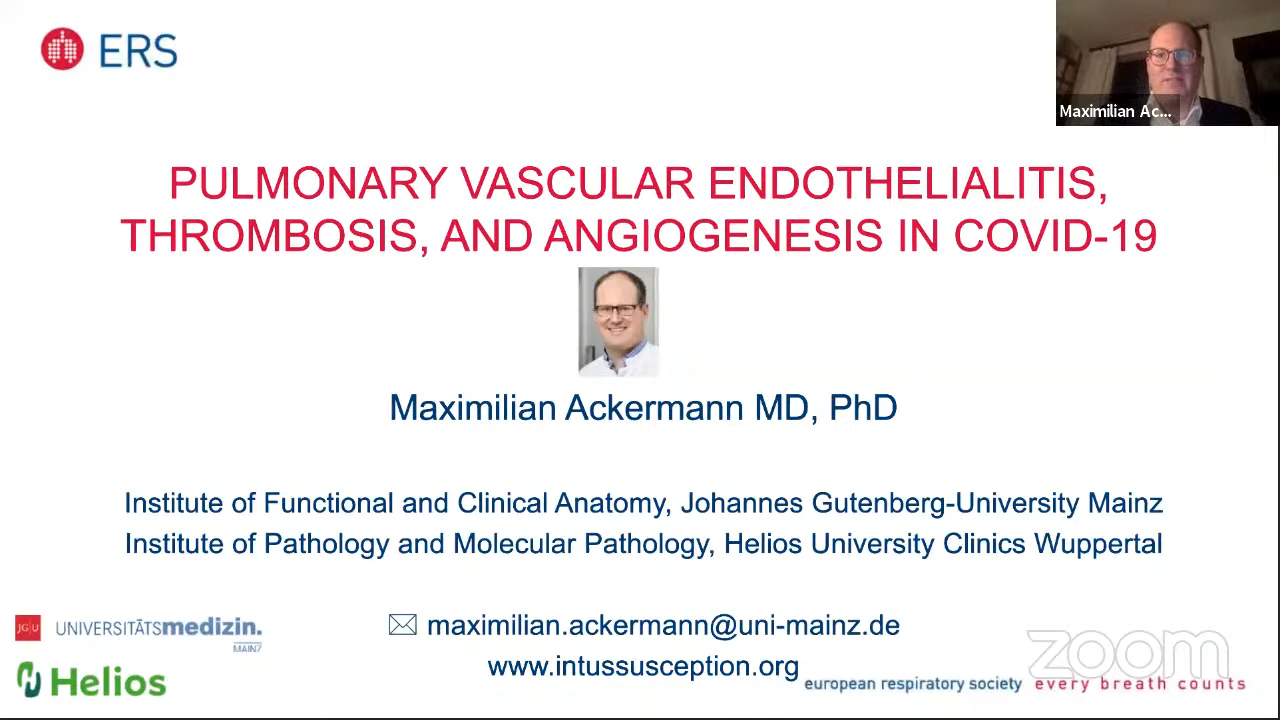 ERS
Maximilian Ac...
PULMONARY VASCULAR ENDOTHELIALITIS,
THROMBOSIS, AND ANGIOGENESIS IN COVID-19
Maximilian Ackermann MD, PhD
Institute of Functional and Clinical Anatomy, Johannes Gutenberg-University Mainz
Institute of Pathology and Molecular Pathology, Helios University Clinics Wuppertal
JG|U UNIVERSITÄTSmedizin.
MAINZ
maximilian.ackermann@uni-mainz.de
www.intussusception.org
Helios
zoom
european respiratory society every breath counts